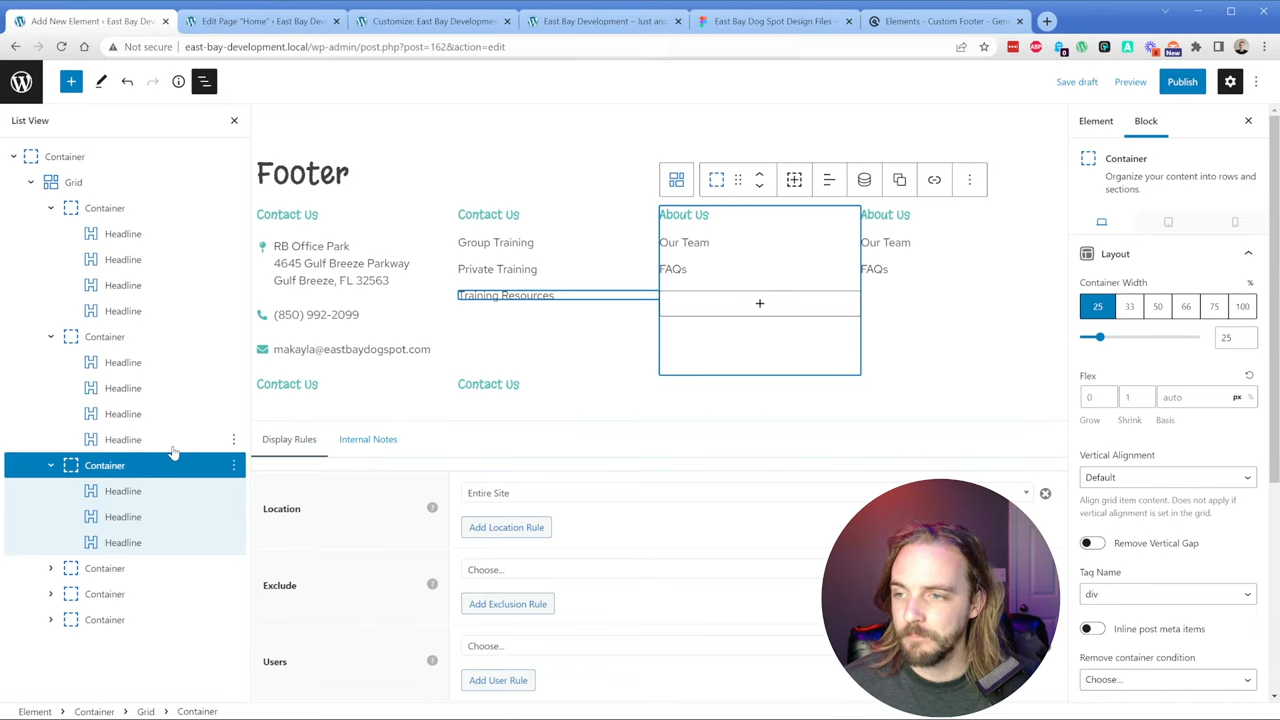 Add New Element ‹ East Bay Dev
Edit Page "Home" ‹ East Bay Dev
Customize: East Bay Development
East Bay Development – Just anot
East Bay Dog Spot Design Files –
Elements - Custom Footer - Gene
Not secure
east-bay-development.local/wp-admin/post.php?post=162&action=edit
New
Save draft
Preview
Publish
List View
Container
Grid
Container
Headline
Headline
Headline
Headline
Container
Headline
Headline
Headline
Headline
Container
Headline
Headline
Headline
Container
Container
Container
Footer
Contact Us
RB Office Park
4645 Gulf Breeze Parkway
Gulf Breeze, FL 32563
(850) 992-2099
makayla@eastbaydogspot.com
Contact Us
Contact Us
Group Training
Private Training
Training Resources
Contact Us
About Us
Our Team
FAQs
About Us
Our Team
FAQs
Display Rules
Internal Notes
Location
Entire Site
Add Location Rule
Exclude
Choose...
Add Exclusion Rule
Users
Choose...
Add User Rule
Element
Block
Container
Organize your content into rows and
sections.
Layout
Container Width
%
25
33
50
66
75
100
25
Flex
0
1
auto
px
%
Grow
Shrink
Basis
Vertical Alignment
Default
Align grid item content. Does not apply if
vertical alignment is set in the grid.
Remove Vertical Gap
Tag Name
div
Inline post meta items
Remove container condition
Choose...
Element
Container
Grid
Container